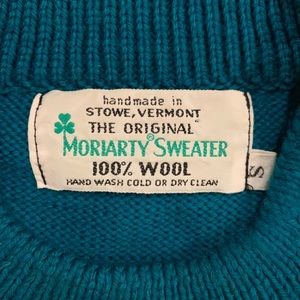 handmade in
STOWE, VERMONT
THE ORIGINAL
MORIARTY® SWEATER
100% WOOL
HAND WASH COLD OR DRY CLEAN
S